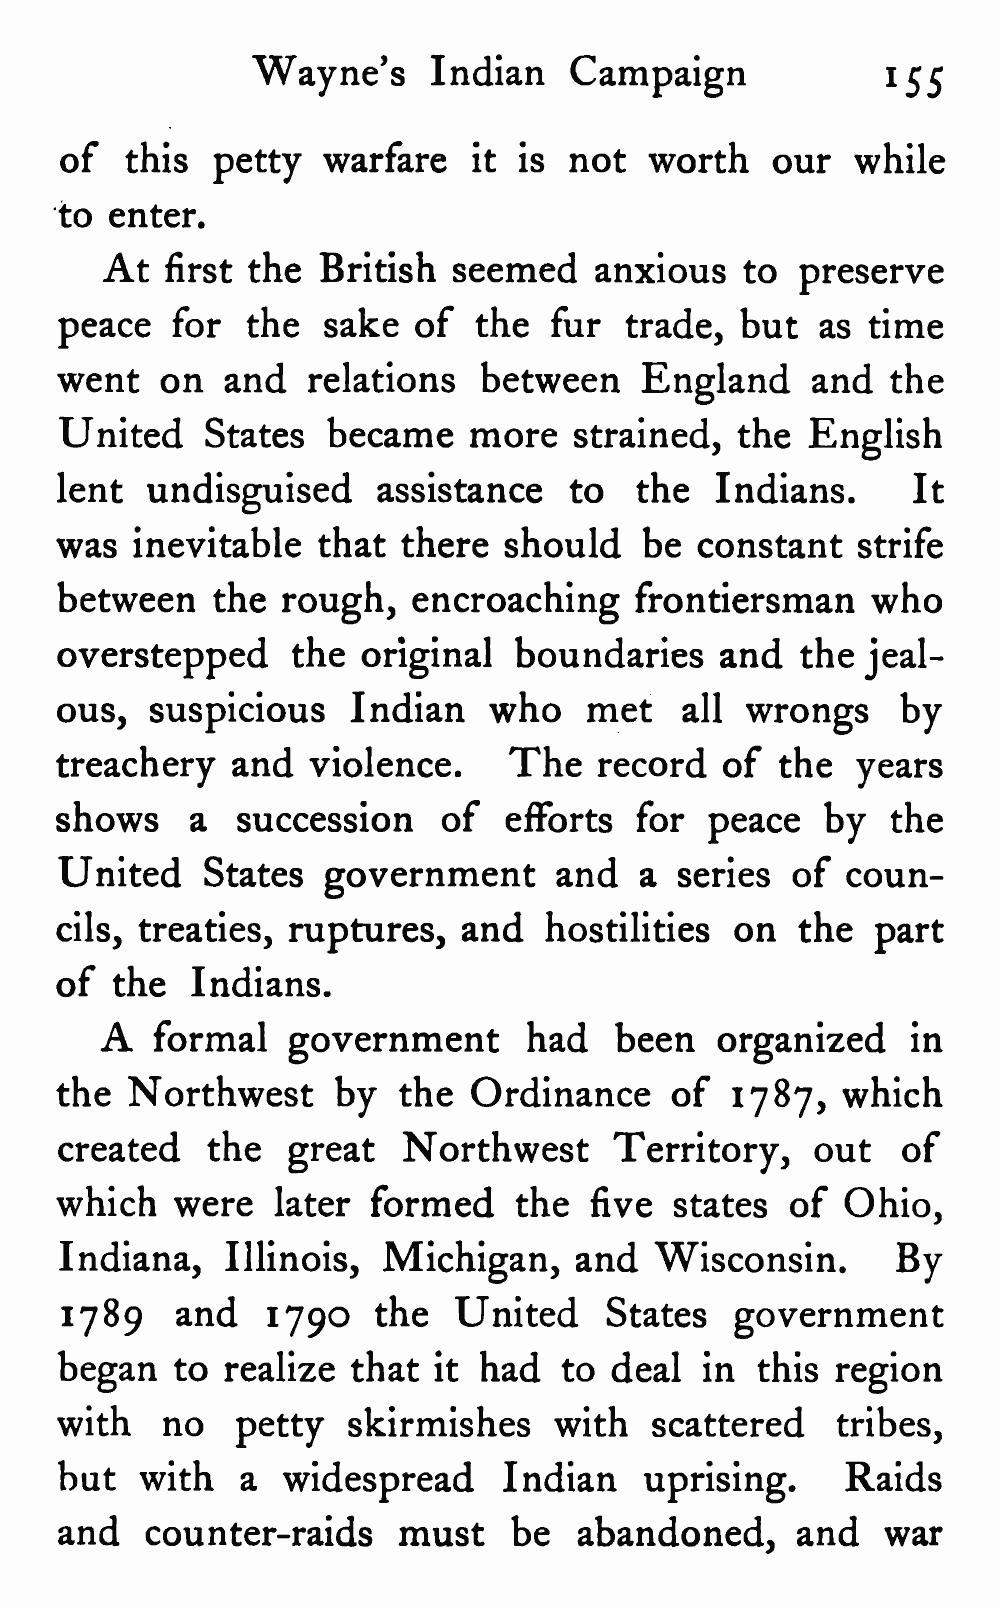 Wayne's Indian Campaign 155
of this petty warfare it is not worth our while
to enter.
At first the British seemed anxious to preserve
peace for the sake of the fur trade, but as time
went on and relations between England and the
United States became more strained, the English
lent undisguised assistance to the Indians. It
was inevitable that there should be constant strife
between the rough, encroaching frontiersman who
overstepped the original boundaries and the jeal-
ous, suspicious Indian who met all wrongs by
treachery and violence. The record of the years
shows a succession of efforts for peace by the
United States government and a series of coun-
cils, treaties, ruptures, and hostilities on the part
of the Indians.
A formal government had been organized in
the Northwest by the Ordinance of 1787, which
created the great Northwest Territory, out of
which were later formed the five states of Ohio,
Indiana, Illinois, Michigan, and Wisconsin. By
1789 and 1790 the United States government
began to realize that it had to deal in this region
with no petty skirmishes with scattered tribes,
but with a widespread Indian uprising. Raids
and counter-raids must be abandoned, and war